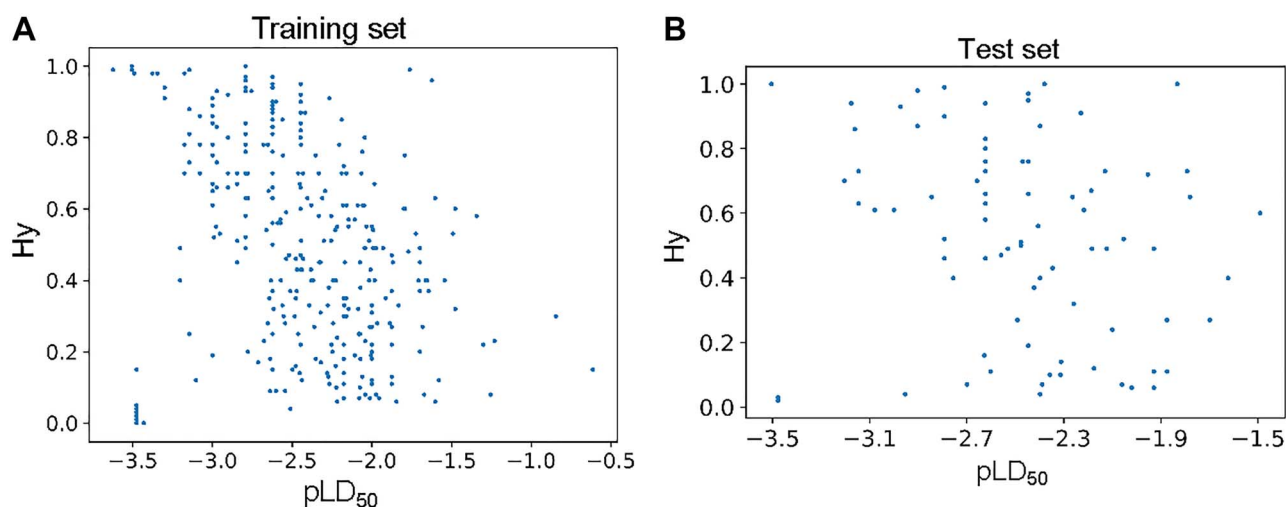 A
Training set
1.0
0.8
0.6
0.4
0.2
0.0
Hy
−3.5 −3.0 −2.5 −2.0 −1.5 −1.0 −0.5
pLD₅₀
B
Test set
1.0
0.8
0.6
0.4
0.2
0.0
Hy
−3.5 −3.1 −2.7 −2.3 −1.9 −1.5
pLD₅₀